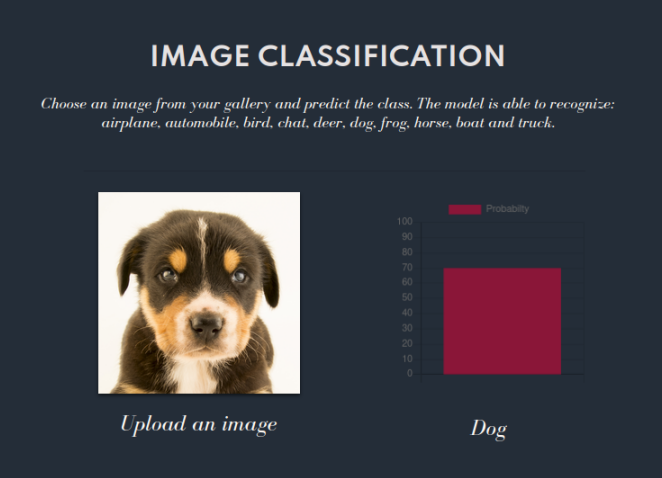 IMAGE CLASSIFICATION
Choose an image from your gallery and predict the class. The model is able to recognize:
airplane, automobile, bird, chat, deer, dog, frog, horse, boat and truck.
Probability
100
90
80
70
60
50
40
30
20
10
0
Upload an image
Dog